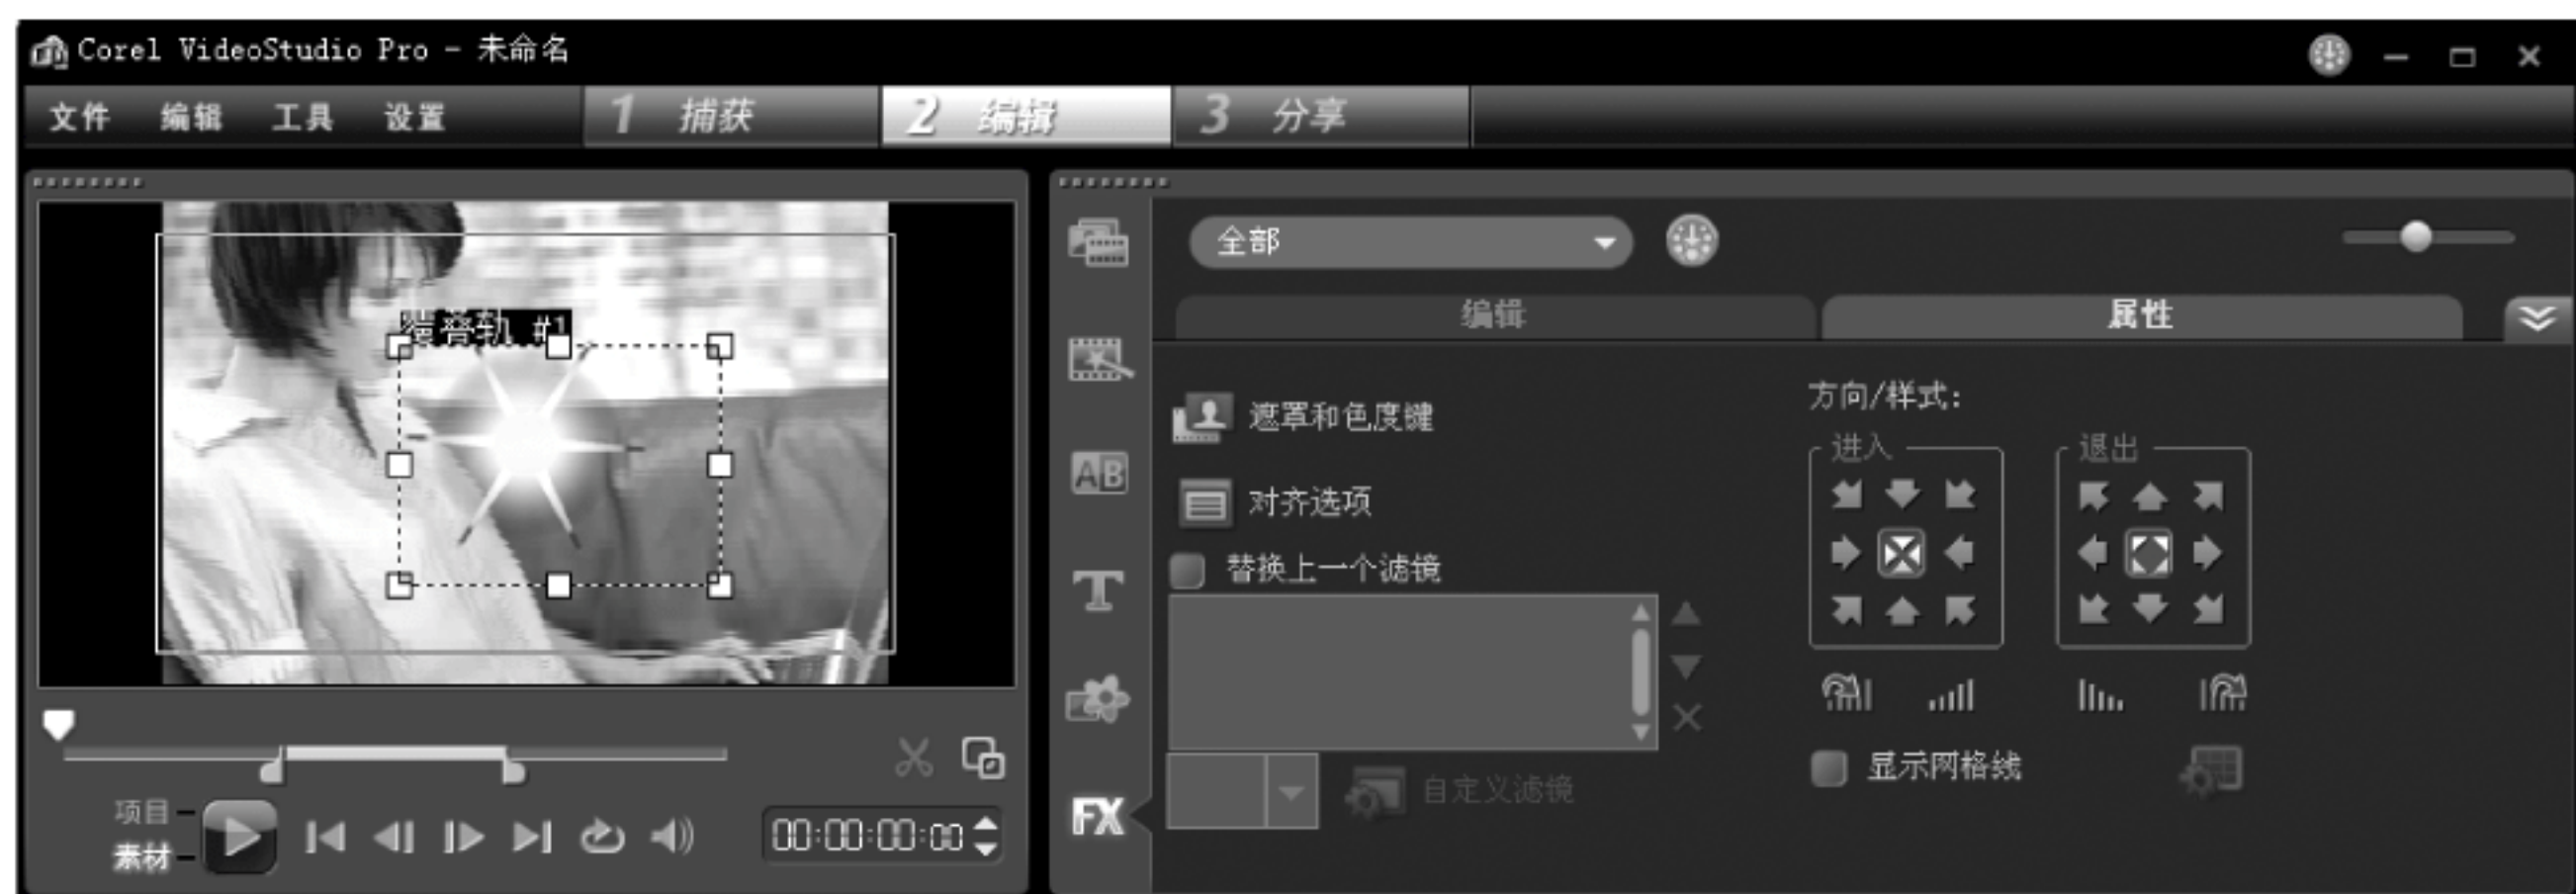 Corel VideoStudio Pro - 未命名
文件 编辑 工具 设置 1 捕获 2 编辑 3 分享
全部
编辑 属性
覆叠轨 #1
方向/样式:
遮罩和色度键
进入 退出
对齐选项
替换上一个滤镜
AB
T
显示网格线
自定义滤镜
项目
素材
00:00:00:00
FX